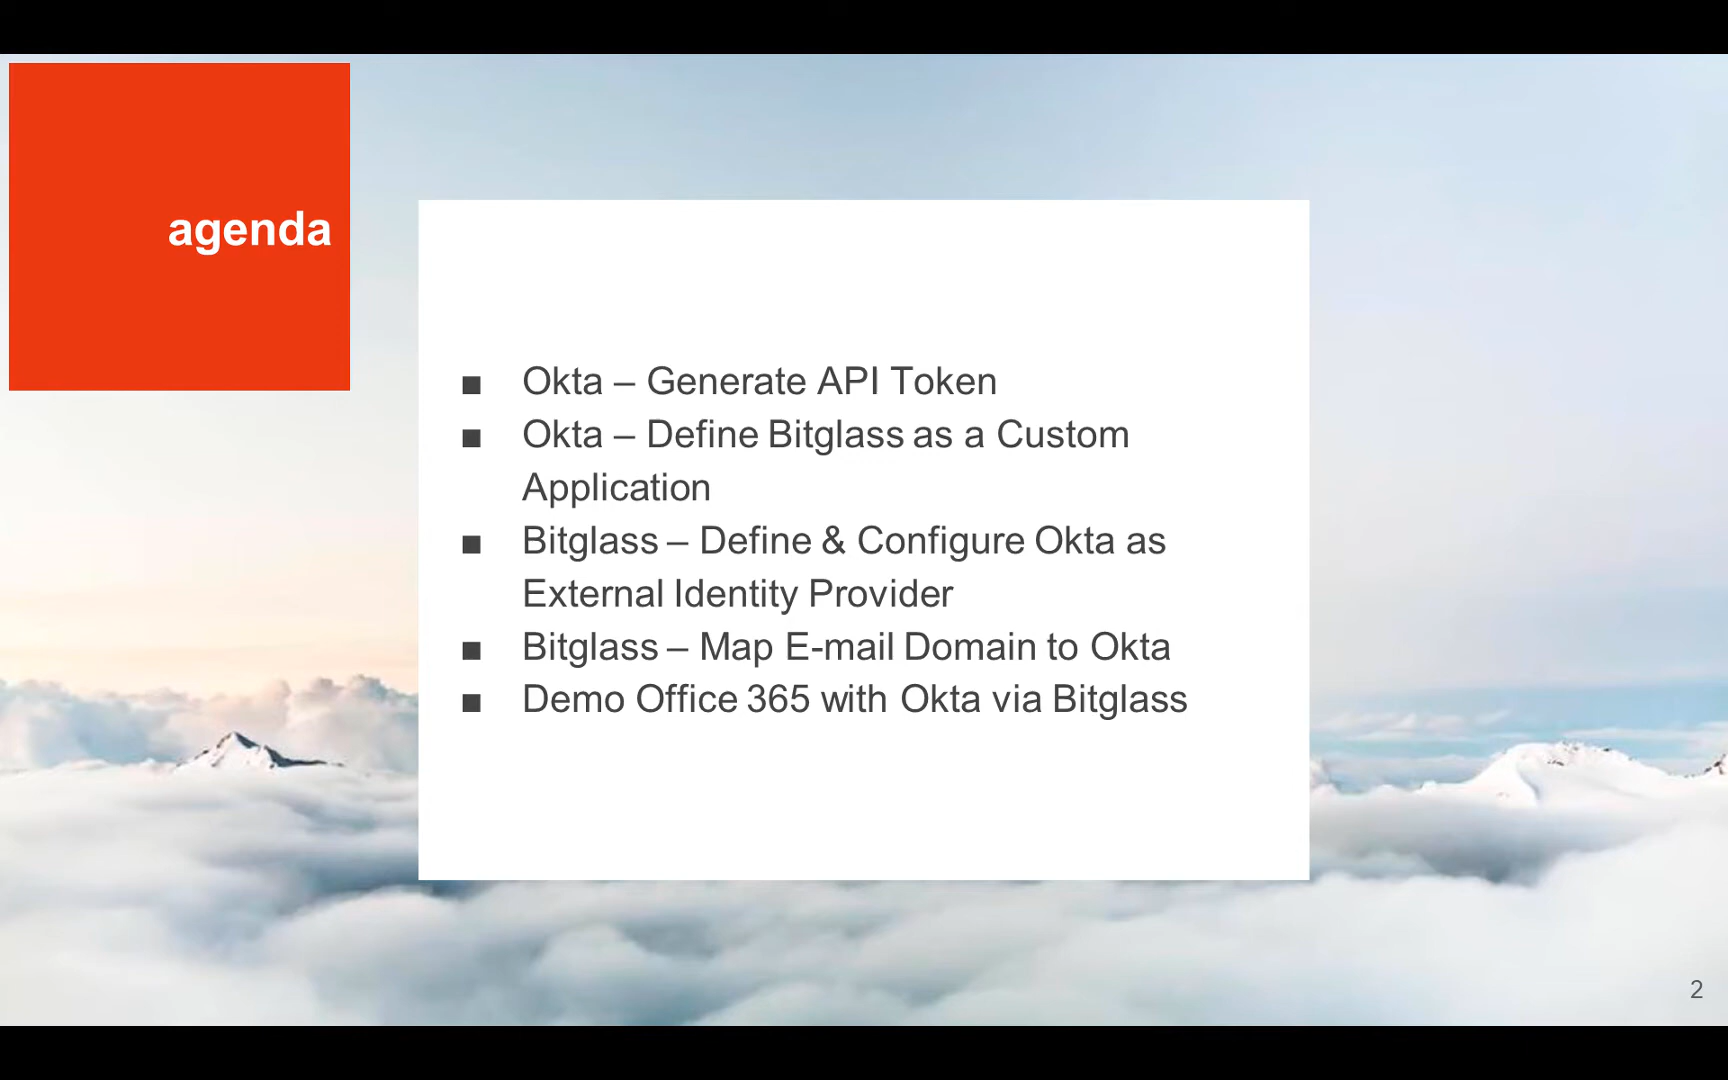 agenda
■ Okta – Generate API Token
■ Okta – Define Bitglass as a Custom
Application
■ Bitglass – Define & Configure Okta as
External Identity Provider
■ Bitglass – Map E-mail Domain to Okta
■ Demo Office 365 with Okta via Bitglass
2